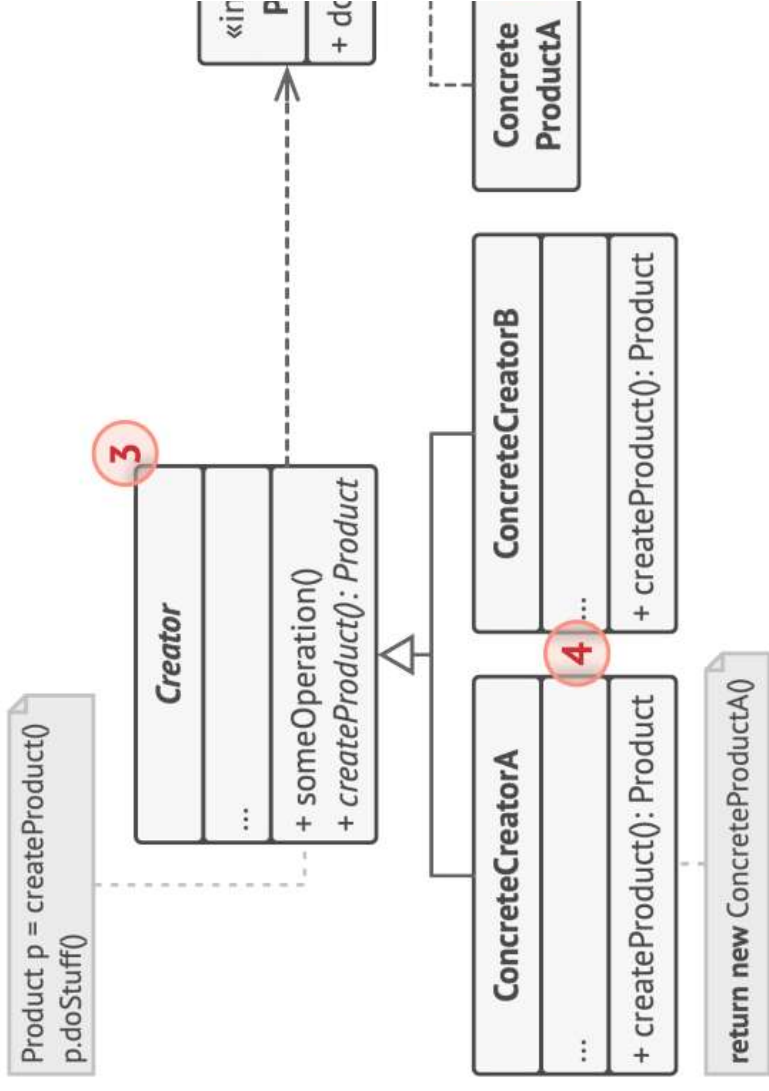 Product p = createProduct()
p.doStuff()
3
Creator
...
+ someOperation()
+ createProduct(): Product
ConcreteCreatorA
...
+ createProduct(): Product
4
ConcreteCreatorB
...
+ createProduct(): Product
return new ConcreteProductA()
Concrete
ProductA